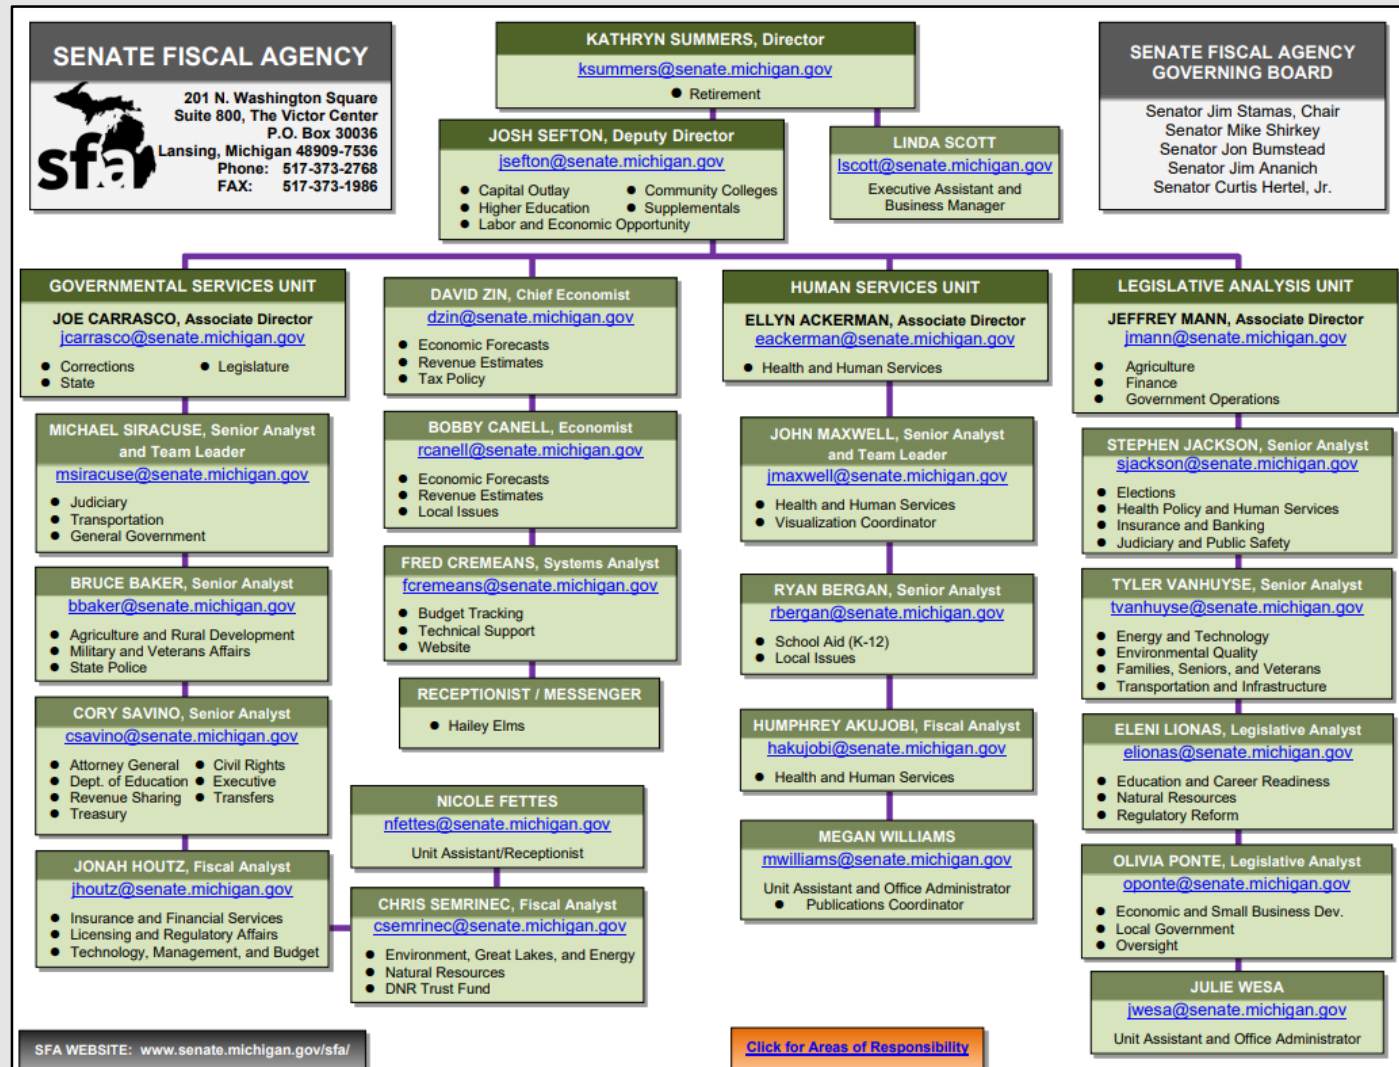 SENATE FISCAL AGENCY
201 N. Washington Square
Suite 800, The Victor Center
P.O. Box 30036
Lansing, Michigan 48909-7536
Phone: 517-373-2768
FAX: 517-373-1986
sfa
KATHRYN SUMMERS, Director
ksummers@senate.michigan.gov
● Retirement
SENATE FISCAL AGENCY
GOVERNING BOARD
Senator Jim Stamas, Chair
Senator Mike Shirkey
Senator Jon Bumstead
Senator Jim Ananich
Senator Curtis Hertel, Jr.
JOSH SEFTON, Deputy Director
jsefton@senate.michigan.gov
● Capital Outlay ● Community Colleges
● Higher Education ● Supplementals
● Labor and Economic Opportunity
LINDA SCOTT
lscott@senate.michigan.gov
Executive Assistant and
Business Manager
GOVERNMENTAL SERVICES UNIT
JOE CARRASCO, Associate Director
jcarrasco@senate.michigan.gov
● Corrections ● Legislature
● State
MICHAEL SIRACUSE, Senior Analyst
and Team Leader
msiracuse@senate.michigan.gov
● Judiciary
● Transportation
● General Government
BRUCE BAKER, Senior Analyst
bbaker@senate.michigan.gov
● Agriculture and Rural Development
● Military and Veterans Affairs
● State Police
CORY SAVINO, Senior Analyst
csavino@senate.michigan.gov
● Attorney General ● Civil Rights
● Dept. of Education ● Executive
● Revenue Sharing ● Transfers
● Treasury
JONAH HOUTZ, Fiscal Analyst
jhoutz@senate.michigan.gov
● Insurance and Financial Services
● Licensing and Regulatory Affairs
● Technology, Management, and Budget
DAVID ZIN, Chief Economist
dzin@senate.michigan.gov
● Economic Forecasts
● Revenue Estimates
● Tax Policy
BOBBY CANELL, Economist
rcanell@senate.michigan.gov
● Economic Forecasts
● Revenue Estimates
● Local Issues
FRED CREMEANS, Systems Analyst
fcremeans@senate.michigan.gov
● Budget Tracking
● Technical Support
● Website
RECEPTIONIST / MESSENGER
● Hailey Elms
NICOLE FETTES
nfettes@senate.michigan.gov
Unit Assistant/Receptionist
CHRIS SEMRINEC, Fiscal Analyst
csemrinec@senate.michigan.gov
● Environment, Great Lakes, and Energy
● Natural Resources
● DNR Trust Fund
HUMAN SERVICES UNIT
ELLYN ACKERMAN, Associate Director
eackerman@senate.michigan.gov
● Health and Human Services
JOHN MAXWELL, Senior Analyst
and Team Leader
jmaxwell@senate.michigan.gov
● Health and Human Services
● Visualization Coordinator
RYAN BERGAN, Senior Analyst
rbergan@senate.michigan.gov
● School Aid (K-12)
● Local Issues
HUMPHREY AKUJOBI, Fiscal Analyst
hakujobi@senate.michigan.gov
● Health and Human Services
MEGAN WILLIAMS
mwilliams@senate.michigan.gov
Unit Assistant and Office Administrator
● Publications Coordinator
LEGISLATIVE ANALYSIS UNIT
JEFFREY MANN, Associate Director
jmann@senate.michigan.gov
● Agriculture
● Finance
● Government Operations
STEPHEN JACKSON, Senior Analyst
sjackson@senate.michigan.gov
● Elections
● Health Policy and Human Services
● Insurance and Banking
● Judiciary and Public Safety
TYLER VANHUYSE, Senior Analyst
tvanhuyse@senate.michigan.gov
● Energy and Technology
● Environmental Quality
● Families, Seniors, and Veterans
● Transportation and Infrastructure
ELENI LIONAS, Legislative Analyst
elionas@senate.michigan.gov
● Education and Career Readiness
● Natural Resources
● Regulatory Reform
OLIVIA PONTE, Legislative Analyst
oponte@senate.michigan.gov
● Economic and Small Business Dev.
● Local Government
● Oversight
JULIE WESA
jwesa@senate.michigan.gov
Unit Assistant and Office Administrator
SFA WEBSITE: www.senate.michigan.gov/sfa/
Click for Areas of Responsibility